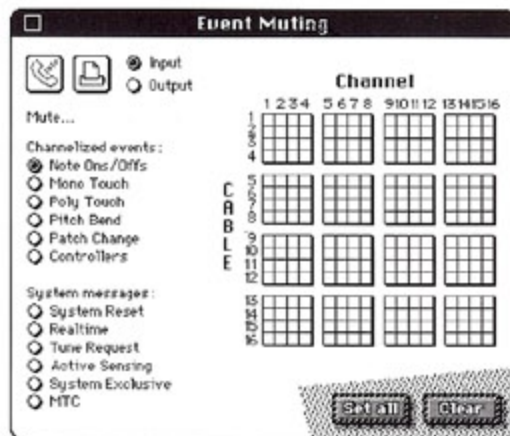 Event Muting
Input
Output
Mute...
Channelized events:
Note Ons/Offs
Mono Touch
Poly Touch
Pitch Bend
Patch Change
Controllers
System messages:
System Reset
Realtime
Tune Request
Active Sensing
System Exclusive
MTC
Channel
1 2 3 4 5 6 7 8 9 10 11 12 13 14 15 16
CABLE
1
2
3
4
5
6
7
8
9
10
11
12
13
14
15
16
Set all
Clear